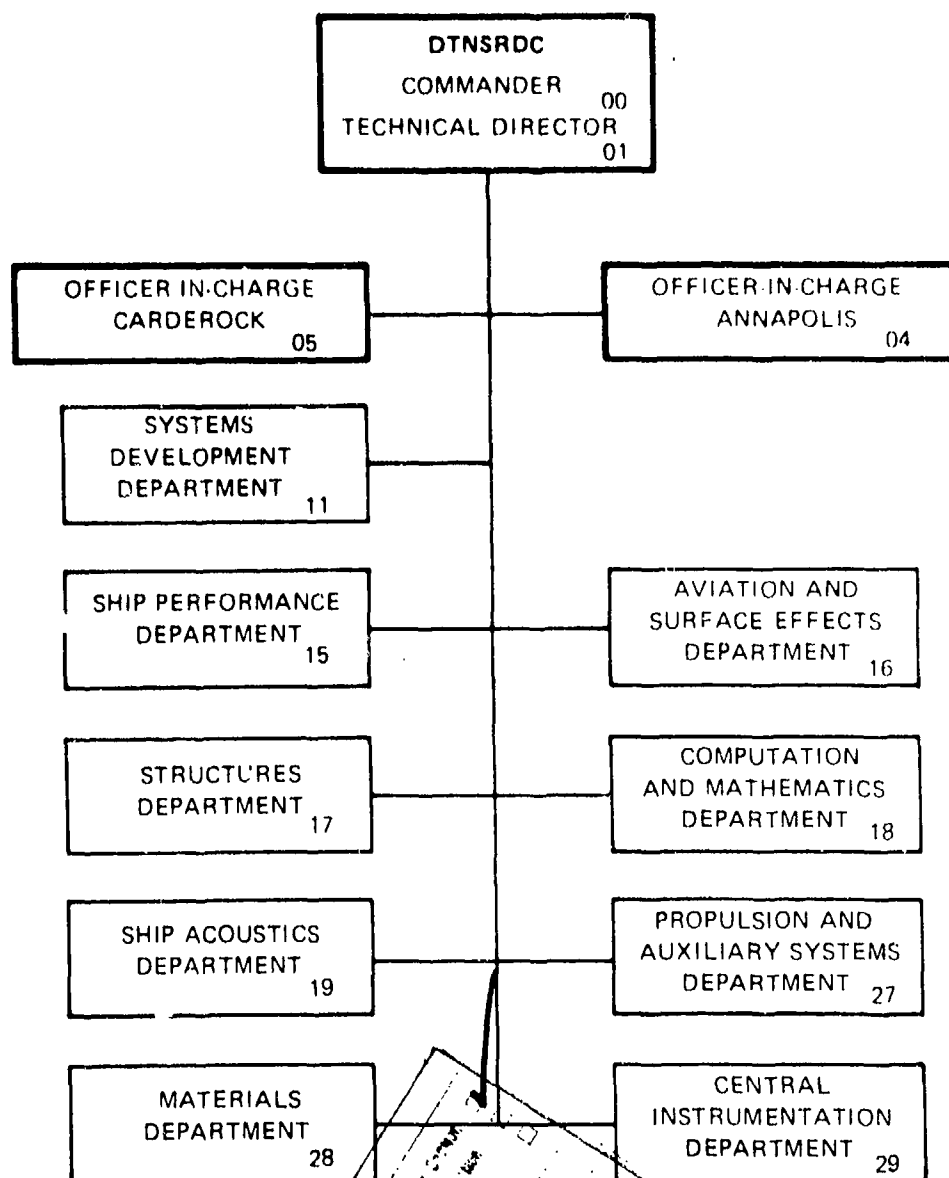 DTNSRDC
COMMANDER
00
TECHNICAL DIRECTOR
01
OFFICER-IN-CHARGE
CARDEROCK
05
OFFICER-IN-CHARGE
ANNAPOLIS
04
SYSTEMS
DEVELOPMENT
DEPARTMENT
11
SHIP PERFORMANCE
DEPARTMENT
15
AVIATION AND
SURFACE EFFECTS
DEPARTMENT
16
STRUCTURES
DEPARTMENT
17
COMPUTATION
AND MATHEMATICS
DEPARTMENT
18
SHIP ACOUSTICS
DEPARTMENT
19
PROPULSION AND
AUXILIARY SYSTEMS
DEPARTMENT
27
MATERIALS
DEPARTMENT
28
CENTRAL
INSTRUMENTATION
DEPARTMENT
29